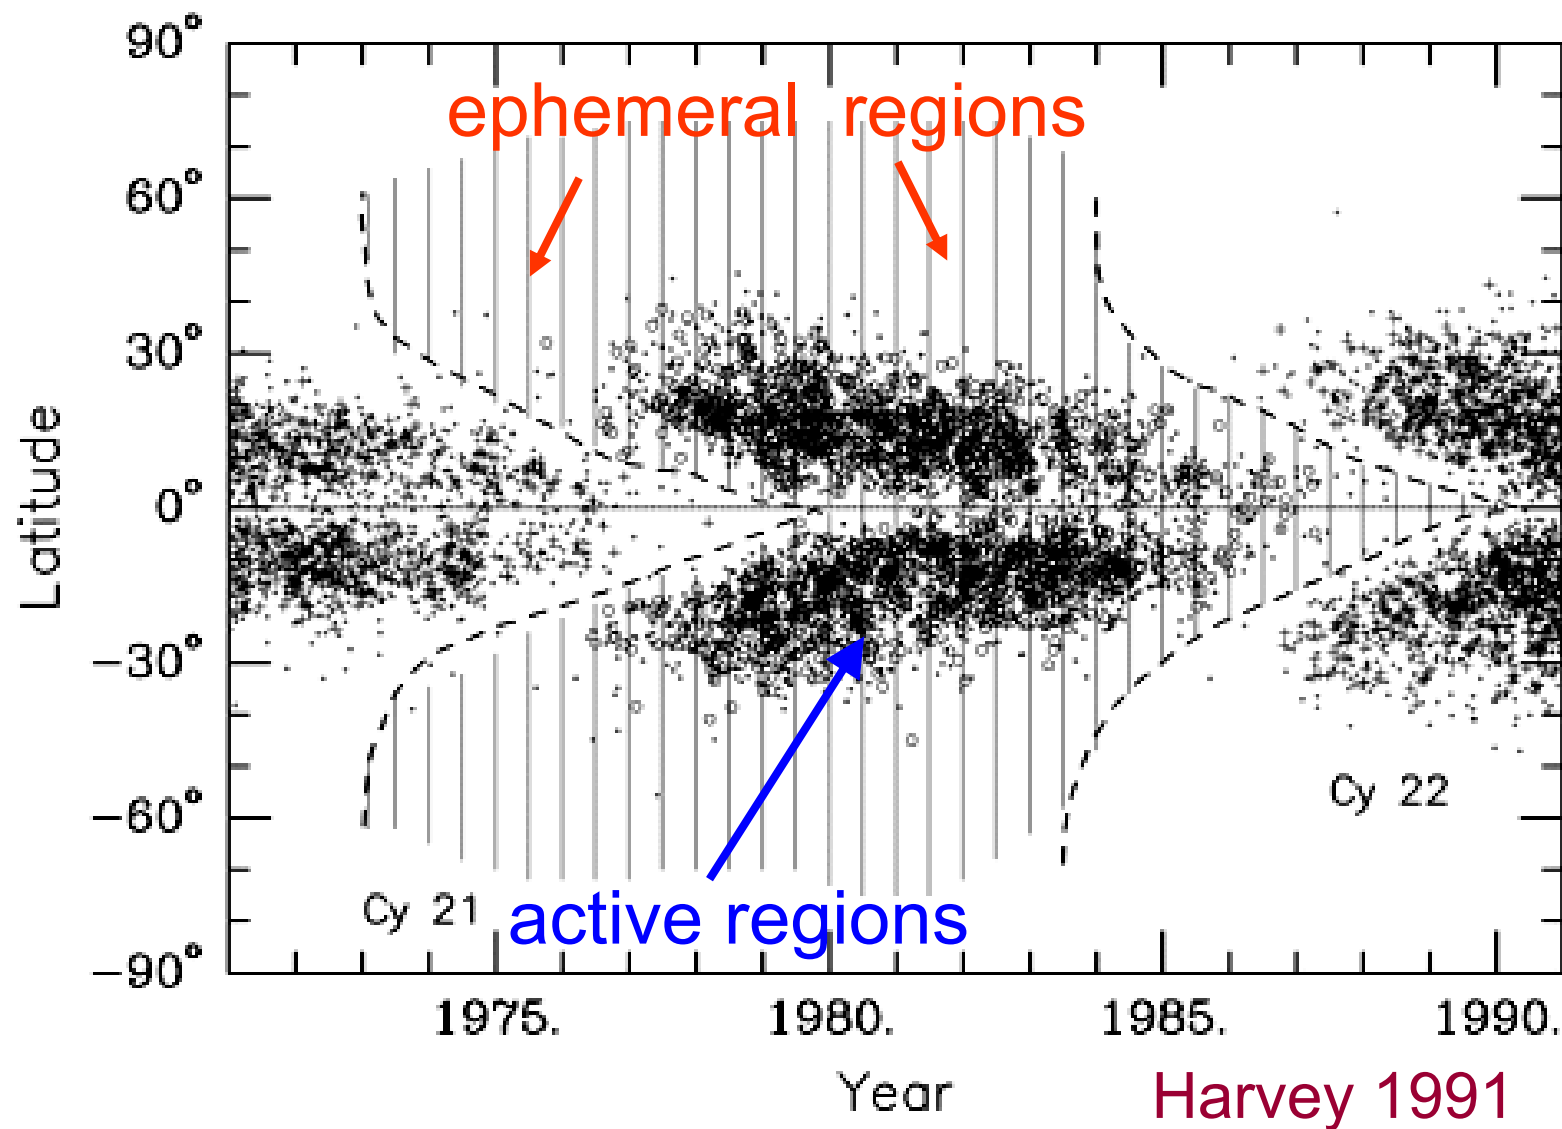 90°
ephemeral regions
60°
30°
0°
Latitude
−30°
−60°
Cy 22
Cy 21
active regions
−90°
1975. 1980. 1985. 1990.
Year
Harvey 1991